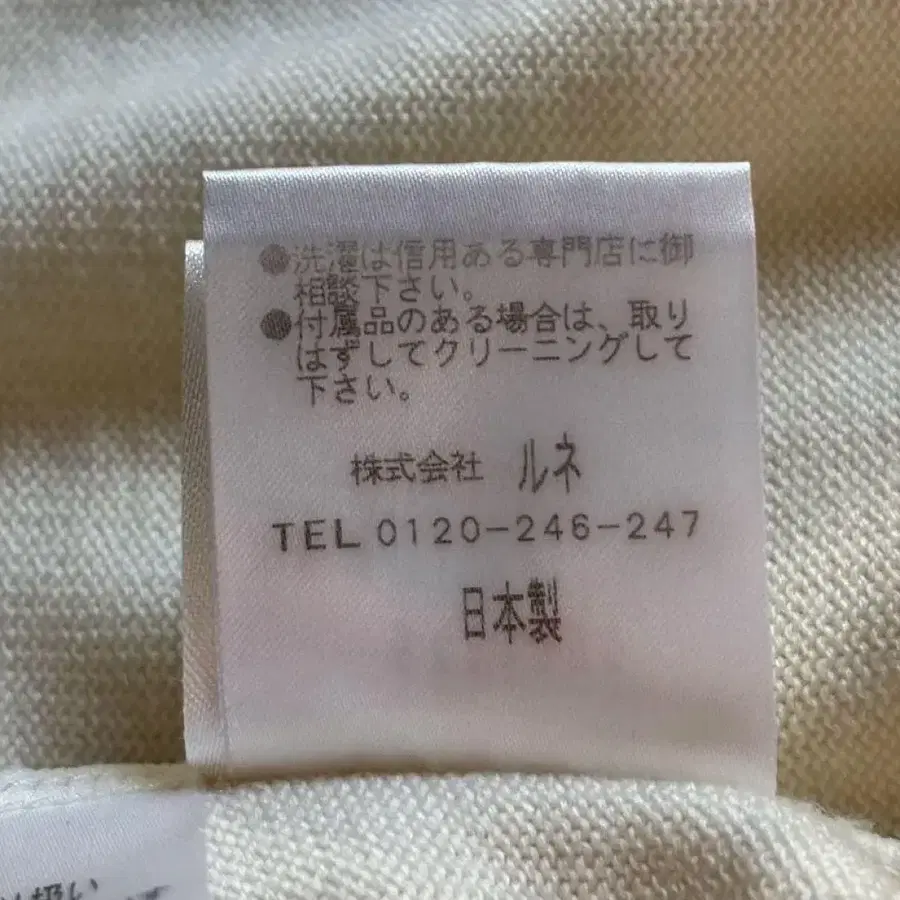 ●洗濯は信用ある専門店に御
相談下さい。
●付属品のある場合は、取り
はずしてクリーニングして
下さい。
株式会社 ルネ
TEL 0120-246-247
日本製
扱い